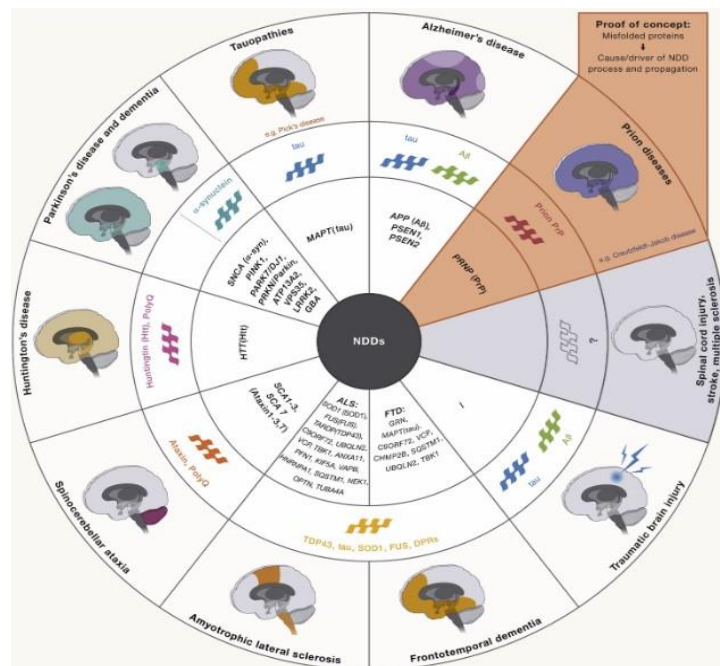 Proof of concept:
Misfolded proteins
Cause/driver of NDD
process and propagation
Tauopathies
e.g. Pick's disease
tau
MAPT(tau)
Alzheimer's disease
tau
Aβ
APP (Aβ),
PSEN1,
PSEN2
Prion diseases
e.g. Creutzfeldt-Jakob disease
Prion PrP
PRNP (PrP)
Spinal cord injury,
stroke, multiple sclerosis
?
Traumatic brain injury
Aβ
tau
Frontotemporal dementia
FTD:
GRN,
MAPT(tau),
C9ORF72, VCP,
CHMP2B, SQSTM1,
UBQLN2, TBK1
TDP43, tau, SOD1, FUS, DPRs
Amyotrophic lateral sclerosis
ALS:
SOD1 (SOD1),
FUS(FUS),
TARDP(TDP43),
C9ORF72, UBQLN2,
VCP, TBK1, ANXA11,
PFN1, KIF5A, VAPB,
HNRNPA1, SQSTM1, NEK1,
OPTN, TUBA4A
Spinocerebellar ataxia
Ataxin, PolyQ
SCA1-3,
SCA 7
(Ataxin1-3,7)
Huntington's disease
Huntingtin (Htt), PolyQ
HTT(Htt)
Parkinson's disease and dementia
α-synuclein
SNCA (α-syn),
PINK1,
PARK7/DJ1,
PRKN/Parkin,
ATP13A2,
VPS35,
LRRK2,
GBA
NDDs